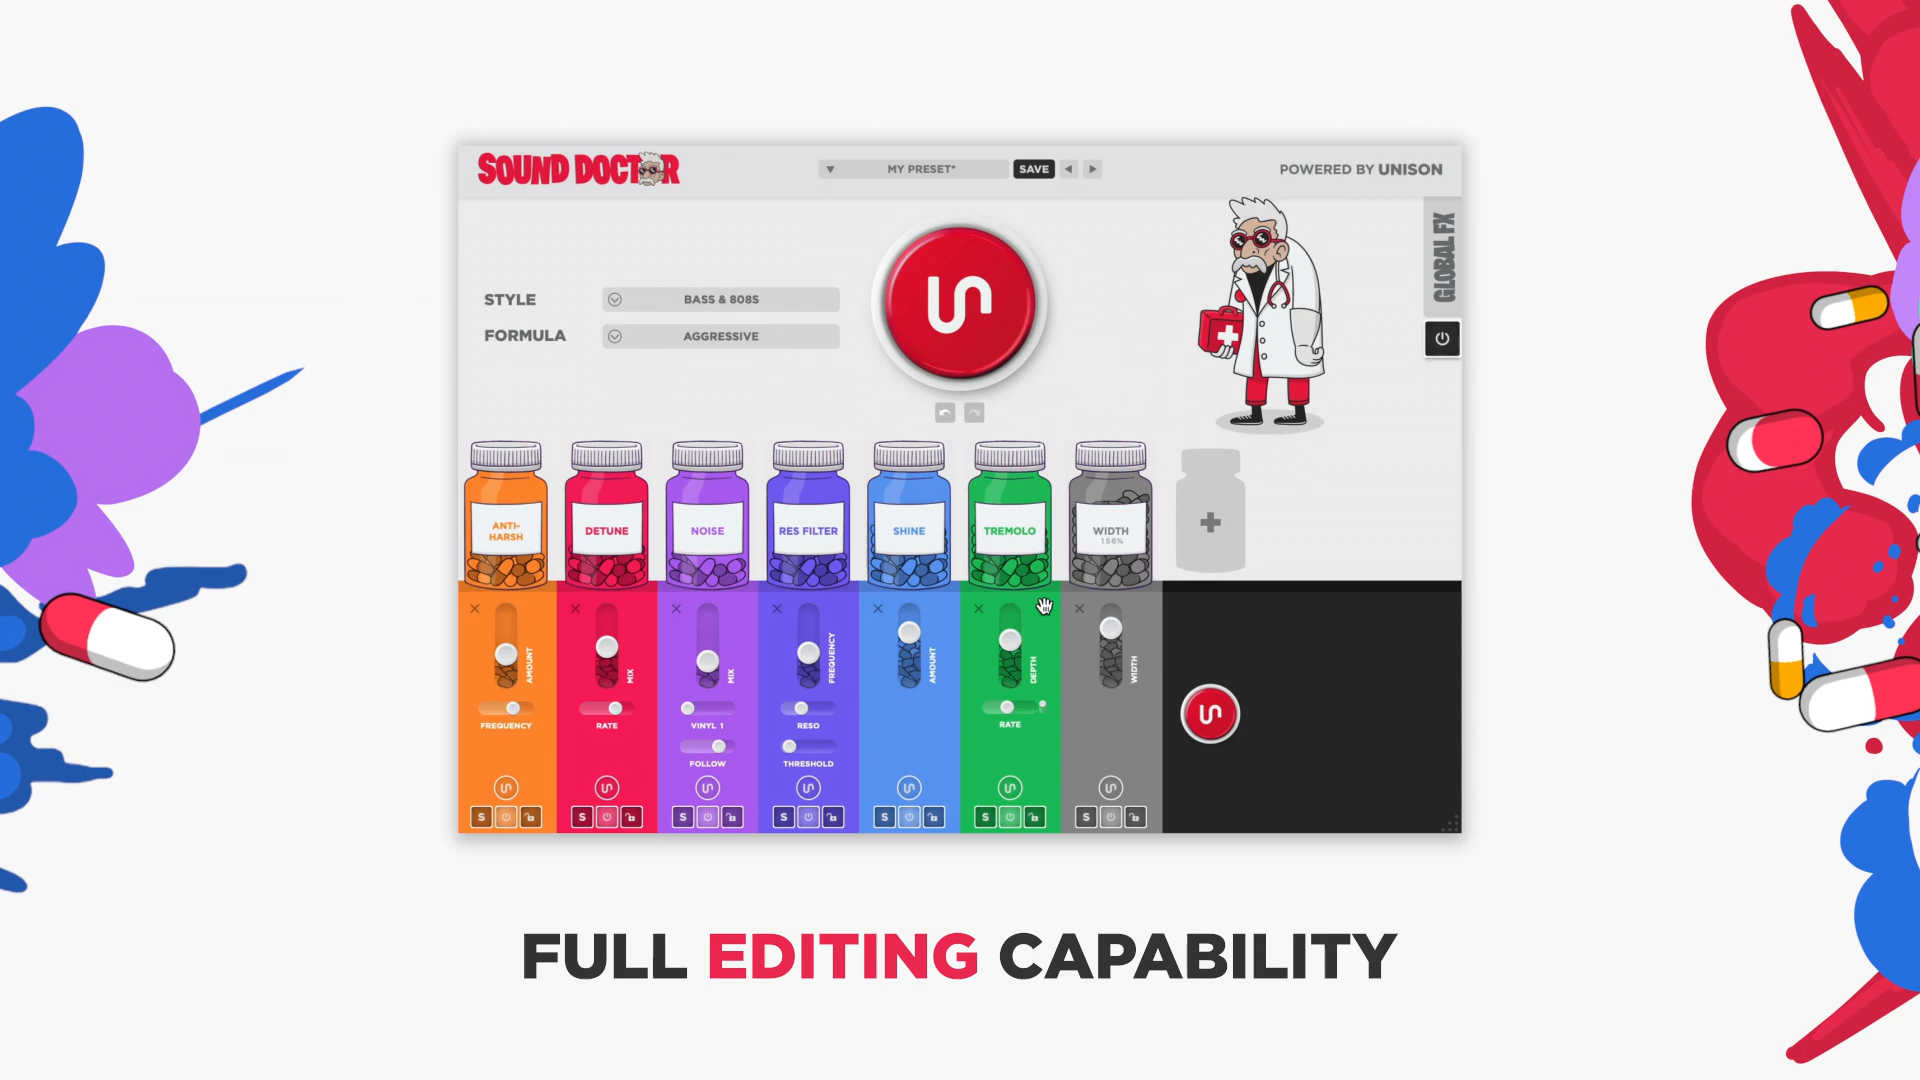 SOUND DOCTOR
MY PRESET*
SAVE
POWERED BY UNISON
GLOBAL FX
STYLE
BASS & 808S
FORMULA
AGGRESSIVE
ANTI-
HARSH
DETUNE
NOISE
RES FILTER
SHINE
TREMOLO
WIDTH
156%
AMOUNT
MIX
MIX
FREQUENCY
AMOUNT
DEPTH
WIDTH
FREQUENCY
RATE
VINYL 1
RESO
RATE
FOLLOW
THRESHOLD
S
S
S
S
S
S
S
FULL EDITING CAPABILITY